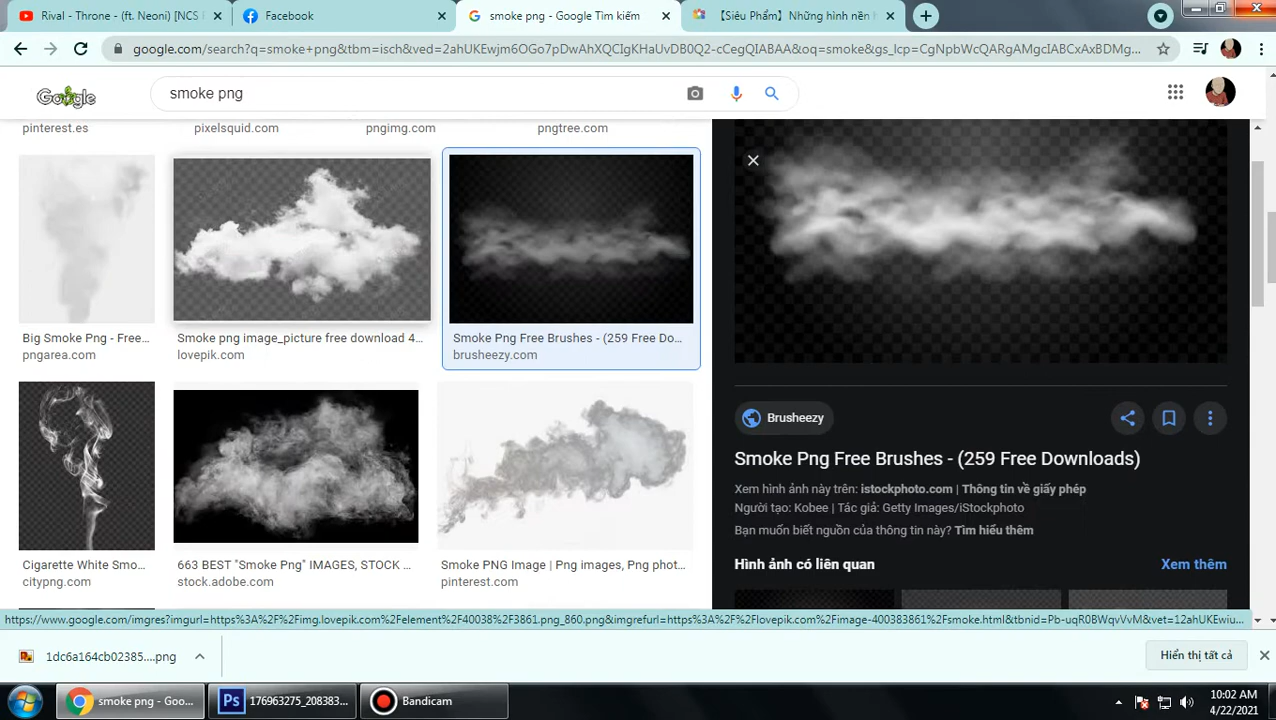 Rival - Throne - (ft. Neoni) [NCS
Facebook
smoke png - Google Tìm kiếm
【Siêu Phẩm】Những hình nền
google.com/search?q=smoke+png&tbm=isch&ved=2ahUKEwjm6OGo7pDwAhXQCIgKHaUvDB0Q2-cCegQIABAA&oq=smoke&gs_lcp=CgNpbWcQARgAMgcIABCxAxBDMg...
Google
smoke png
pinterest.es
pixelsquid.com
pngimg.com
pngtree.com
Big Smoke Png - Free...
pngarea.com
Smoke png image_picture free download 4...
lovepik.com
Smoke Png Free Brushes - (259 Free Do...
brusheezy.com
Cigarette White Smo...
citypng.com
663 BEST "Smoke Png" IMAGES, STOCK ...
stock.adobe.com
Smoke PNG Image | Png images, Png phot...
pinterest.com
Brusheezy
Smoke Png Free Brushes - (259 Free Downloads)
Xem hình ảnh này trên: istockphoto.com | Thông tin về giấy phép
Người tạo: Kobee | Tác giả: Getty Images/iStockphoto
Bạn muốn biết nguồn của thông tin này? Tìm hiểu thêm
Hình ảnh có liên quan
Xem thêm
https://www.google.com/imgres?imgurl=https%3A%2F%2Fimg.lovepik.com%2Felement%2F40038%2F3861.png_860.png&imgrefurl=https%3A%2F%2Flovepik.com%2Fimage-400383861%2Fsmoke.html&tbnid=Pb-uqR0BWqvVvM&vet=12ahUKEwiu...
1dc6a164cb02385....png
Hiển thị tất cả
smoke png - Goo...
Ps
176963275_208383...
Bandicam
10:02 AM
4/22/2021